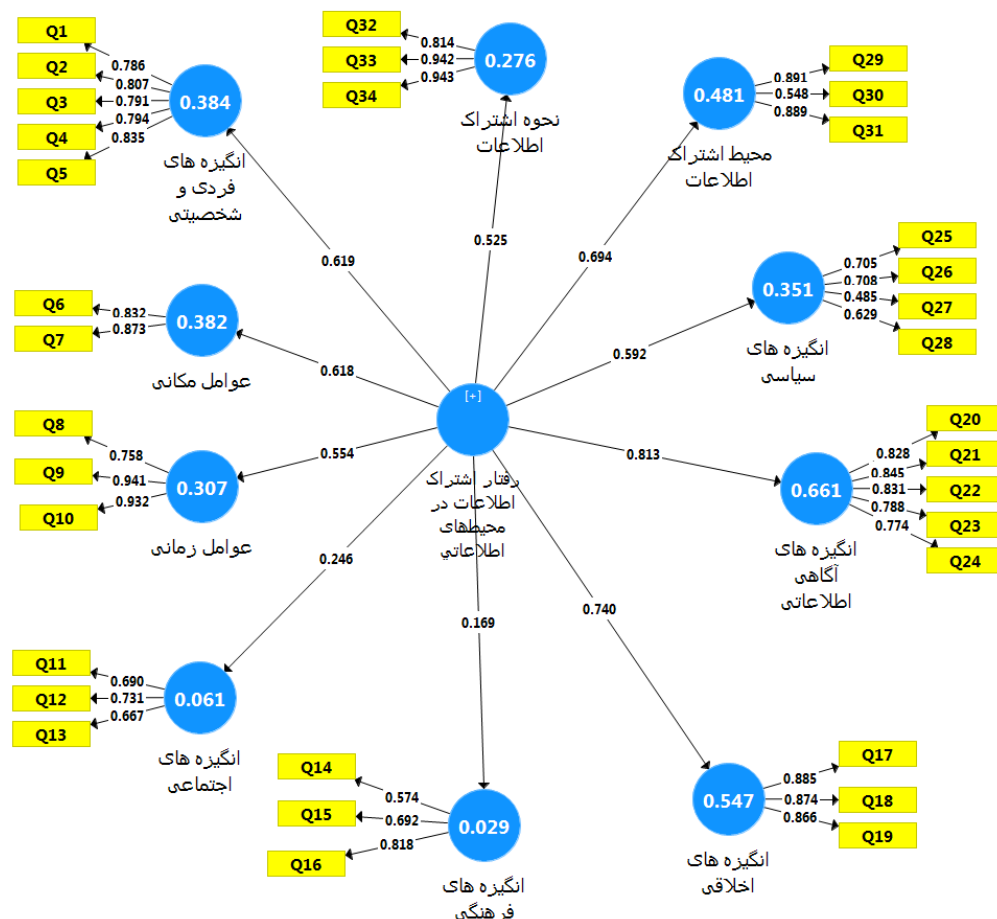 Q1
Q2
Q3
Q4
Q5
0.786
0.807
0.791
0.794
0.835
0.384
انگیزه های
فردی و
شخصیتی
Q32
Q33
Q34
0.814
0.942
0.943
0.276
نحوه اشتراک
اطلاعات
0.481
0.891
0.548
0.889
Q29
Q30
Q31
محیط اشتراک
اطلاعات
0.619
0.525
0.694
Q6
Q7
0.832
0.873
0.382
عوامل مکانی
0.618
0.351
0.705
0.708
0.485
0.629
Q25
Q26
Q27
Q28
انگیزه های
سیاسی
0.592
[+]
رفتار اشتراک
اطلاعات در
محیطهای
اطلاعاتي
Q8
Q9
Q10
0.758
0.941
0.932
0.307
عوامل زمانی
0.554
0.813
0.661
0.828
0.845
0.831
0.788
0.774
Q20
Q21
Q22
Q23
Q24
انگیزه های
آگاهی
اطلاعاتی
0.246
0.169
0.740
Q11
Q12
Q13
0.690
0.731
0.667
0.061
انگیزه های
اجتماعی
Q14
Q15
Q16
0.574
0.692
0.818
0.029
انگیزه های
فرهنگی
0.547
0.885
0.874
0.866
Q17
Q18
Q19
انگیزه های
اخلاقی